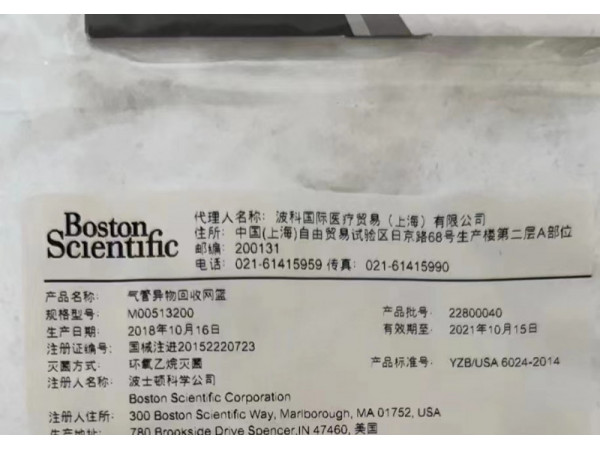 Boston
Scientific
代理人名称: 波科国际医疗贸易（上海）有限公司
住所: 中国(上海)自由贸易试验区日京路68号生产楼第二层A部位
邮编: 200131
电话: 021-61415959 传真: 021-61415990
产品名称: 气管异物回收网篮
规格型号: M00513200 产品批号: 22800040
生产日期: 2018年10月16日 有效期至: 2021年10月15日
注册证编号: 国械注进20152220723
灭菌方式: 环氧乙烷灭菌 产品标准号: YZB/USA 6024-2014
注册人名称: 波士顿科学公司
Boston Scientific Corporation
注册人住所: 300 Boston Scientific Way, Marlborough, MA 01752, USA
生产地址: 780 Brookside Drive Spencer,IN 47460, 美国